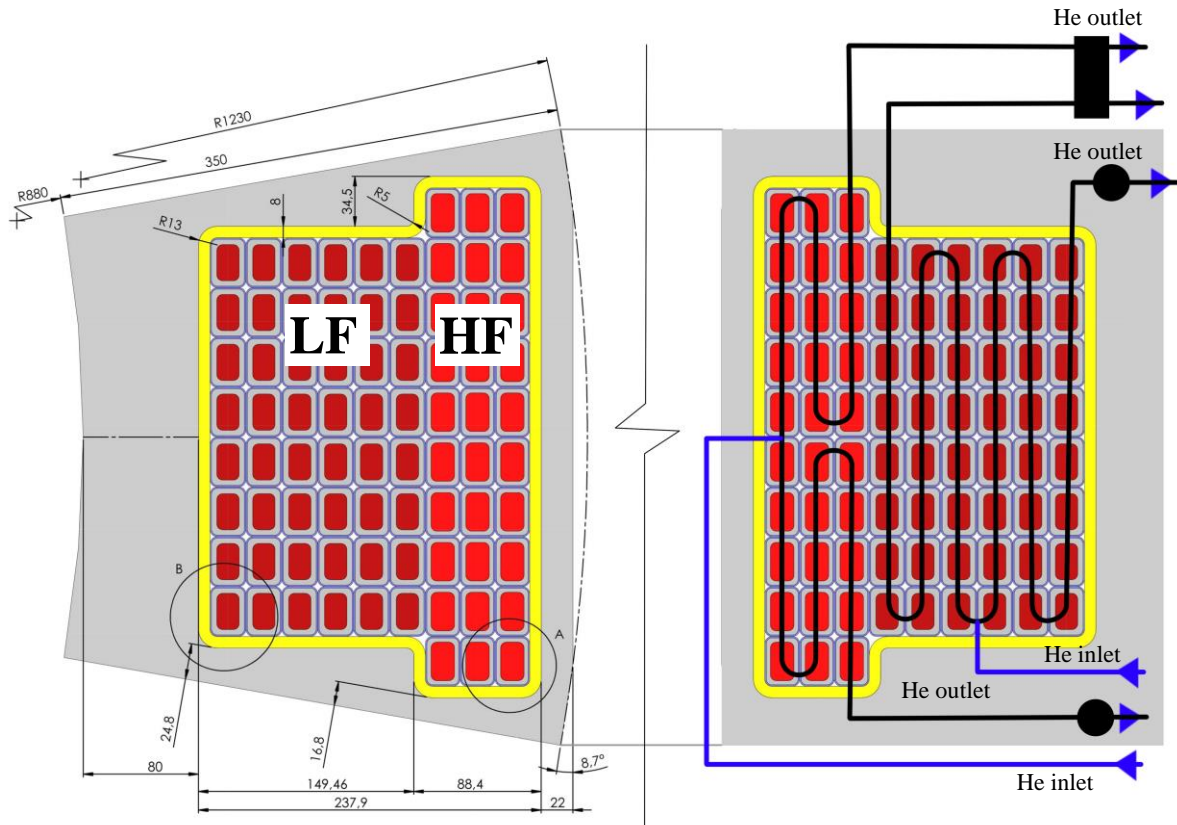 He outlet
R1230
350
R880
He outlet
R5
34,5
8
R13
LF
HF
B
A
He inlet
He outlet
24,8
16,8
8,7°
80
149,46
88,4
237,9
22
He inlet